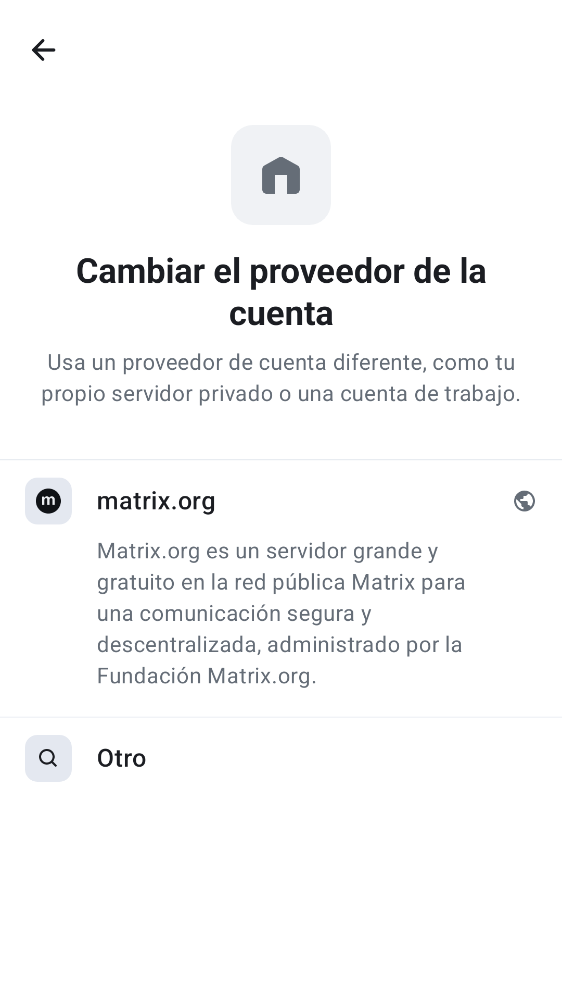 Cambiar el proveedor de la
cuenta
Usa un proveedor de cuenta diferente, como tu
propio servidor privado o una cuenta de trabajo.
m
matrix.org
Matrix.org es un servidor grande y
gratuito en la red pública Matrix para
una comunicación segura y
descentralizada, administrado por la
Fundación Matrix.org.
Otro